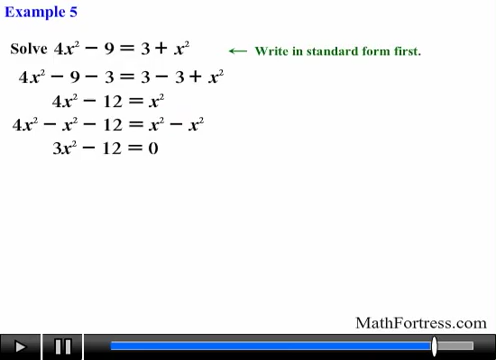 Example 5
Solve 4x² − 9 = 3 + x² ← Write in standard form first.
4x² − 9 − 3 = 3 − 3 + x²
4x² − 12 = x²
4x² − x² − 12 = x² − x²
3x² − 12 = 0
MathFortress.com